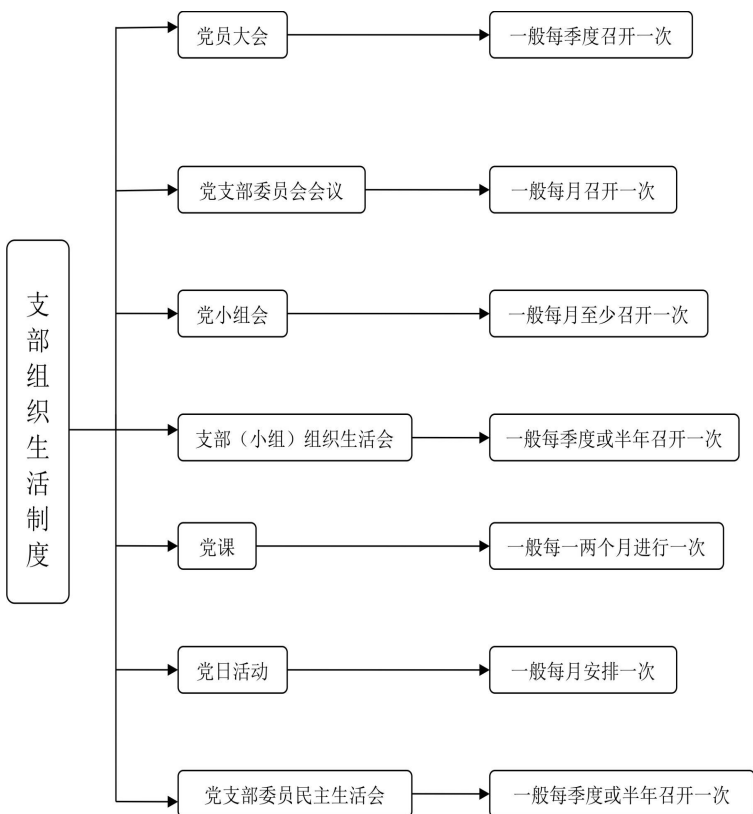 支部组织生活制度
党员大会
一般每季度召开一次
党支部委员会会议
一般每月召开一次
党小组会
一般每月至少召开一次
支部（小组）组织生活会
一般每季度或半年召开一次
党课
一般每一两个月进行一次
党日活动
一般每月安排一次
党支部委员民主生活会
一般每季度或半年召开一次